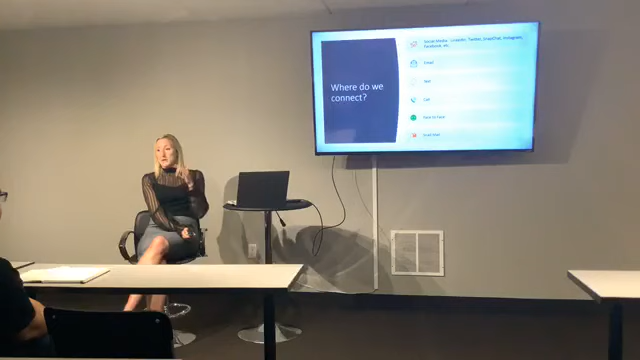 Where do we
connect?
Social Media - LinkedIn, Twitter, SnapChat, Instagram,
Facebook, etc.
Email
Text
Call
Face to Face
Snail Mail